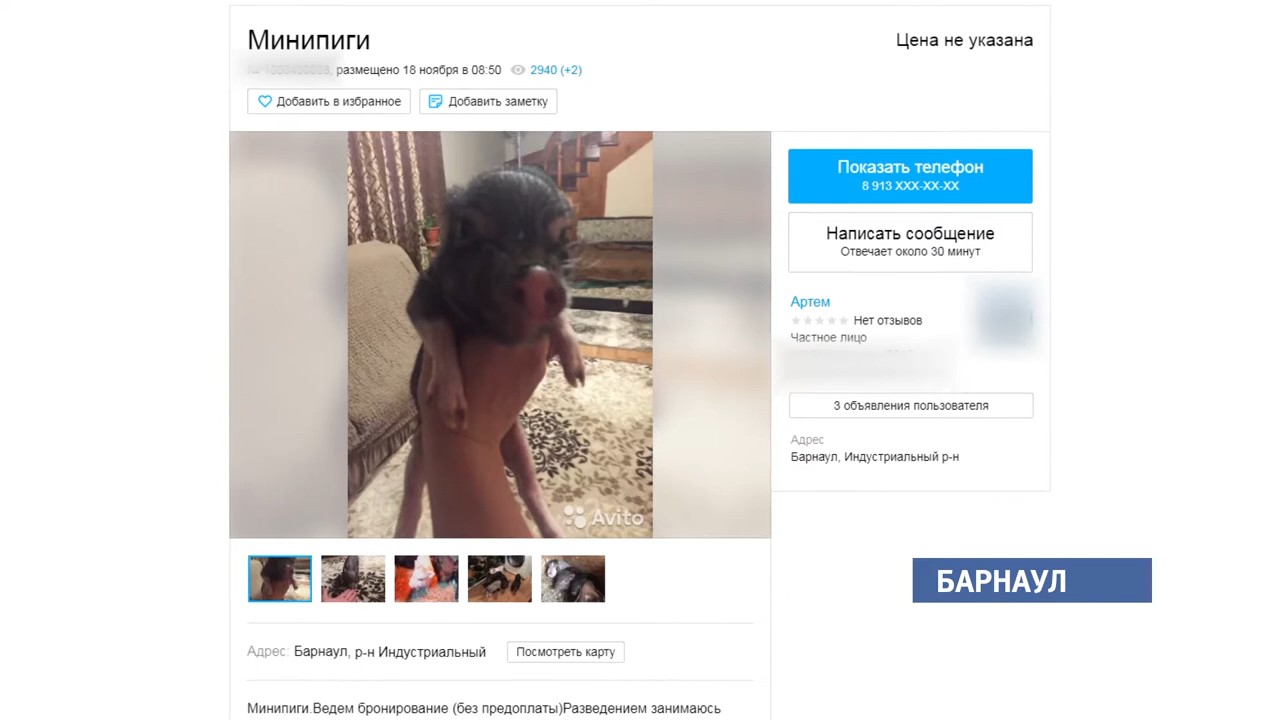 Минипиги
Цена не указана
размещено 18 ноября в 08:50 2940 (+2)
Добавить в избранное
Добавить заметку
Показать телефон
8 913 XXX-XX-XX
Написать сообщение
Отвечает около 30 минут
Артем
Нет отзывов
Частное лицо
3 объявления пользователя
Адрес
Барнаул, Индустриальный р-н
Avito
БАРНАУЛ
Адрес: Барнаул, р-н Индустриальный
Посмотреть карту
Минипиги.Ведем бронирование (без предоплаты)Разведением занимаюсь